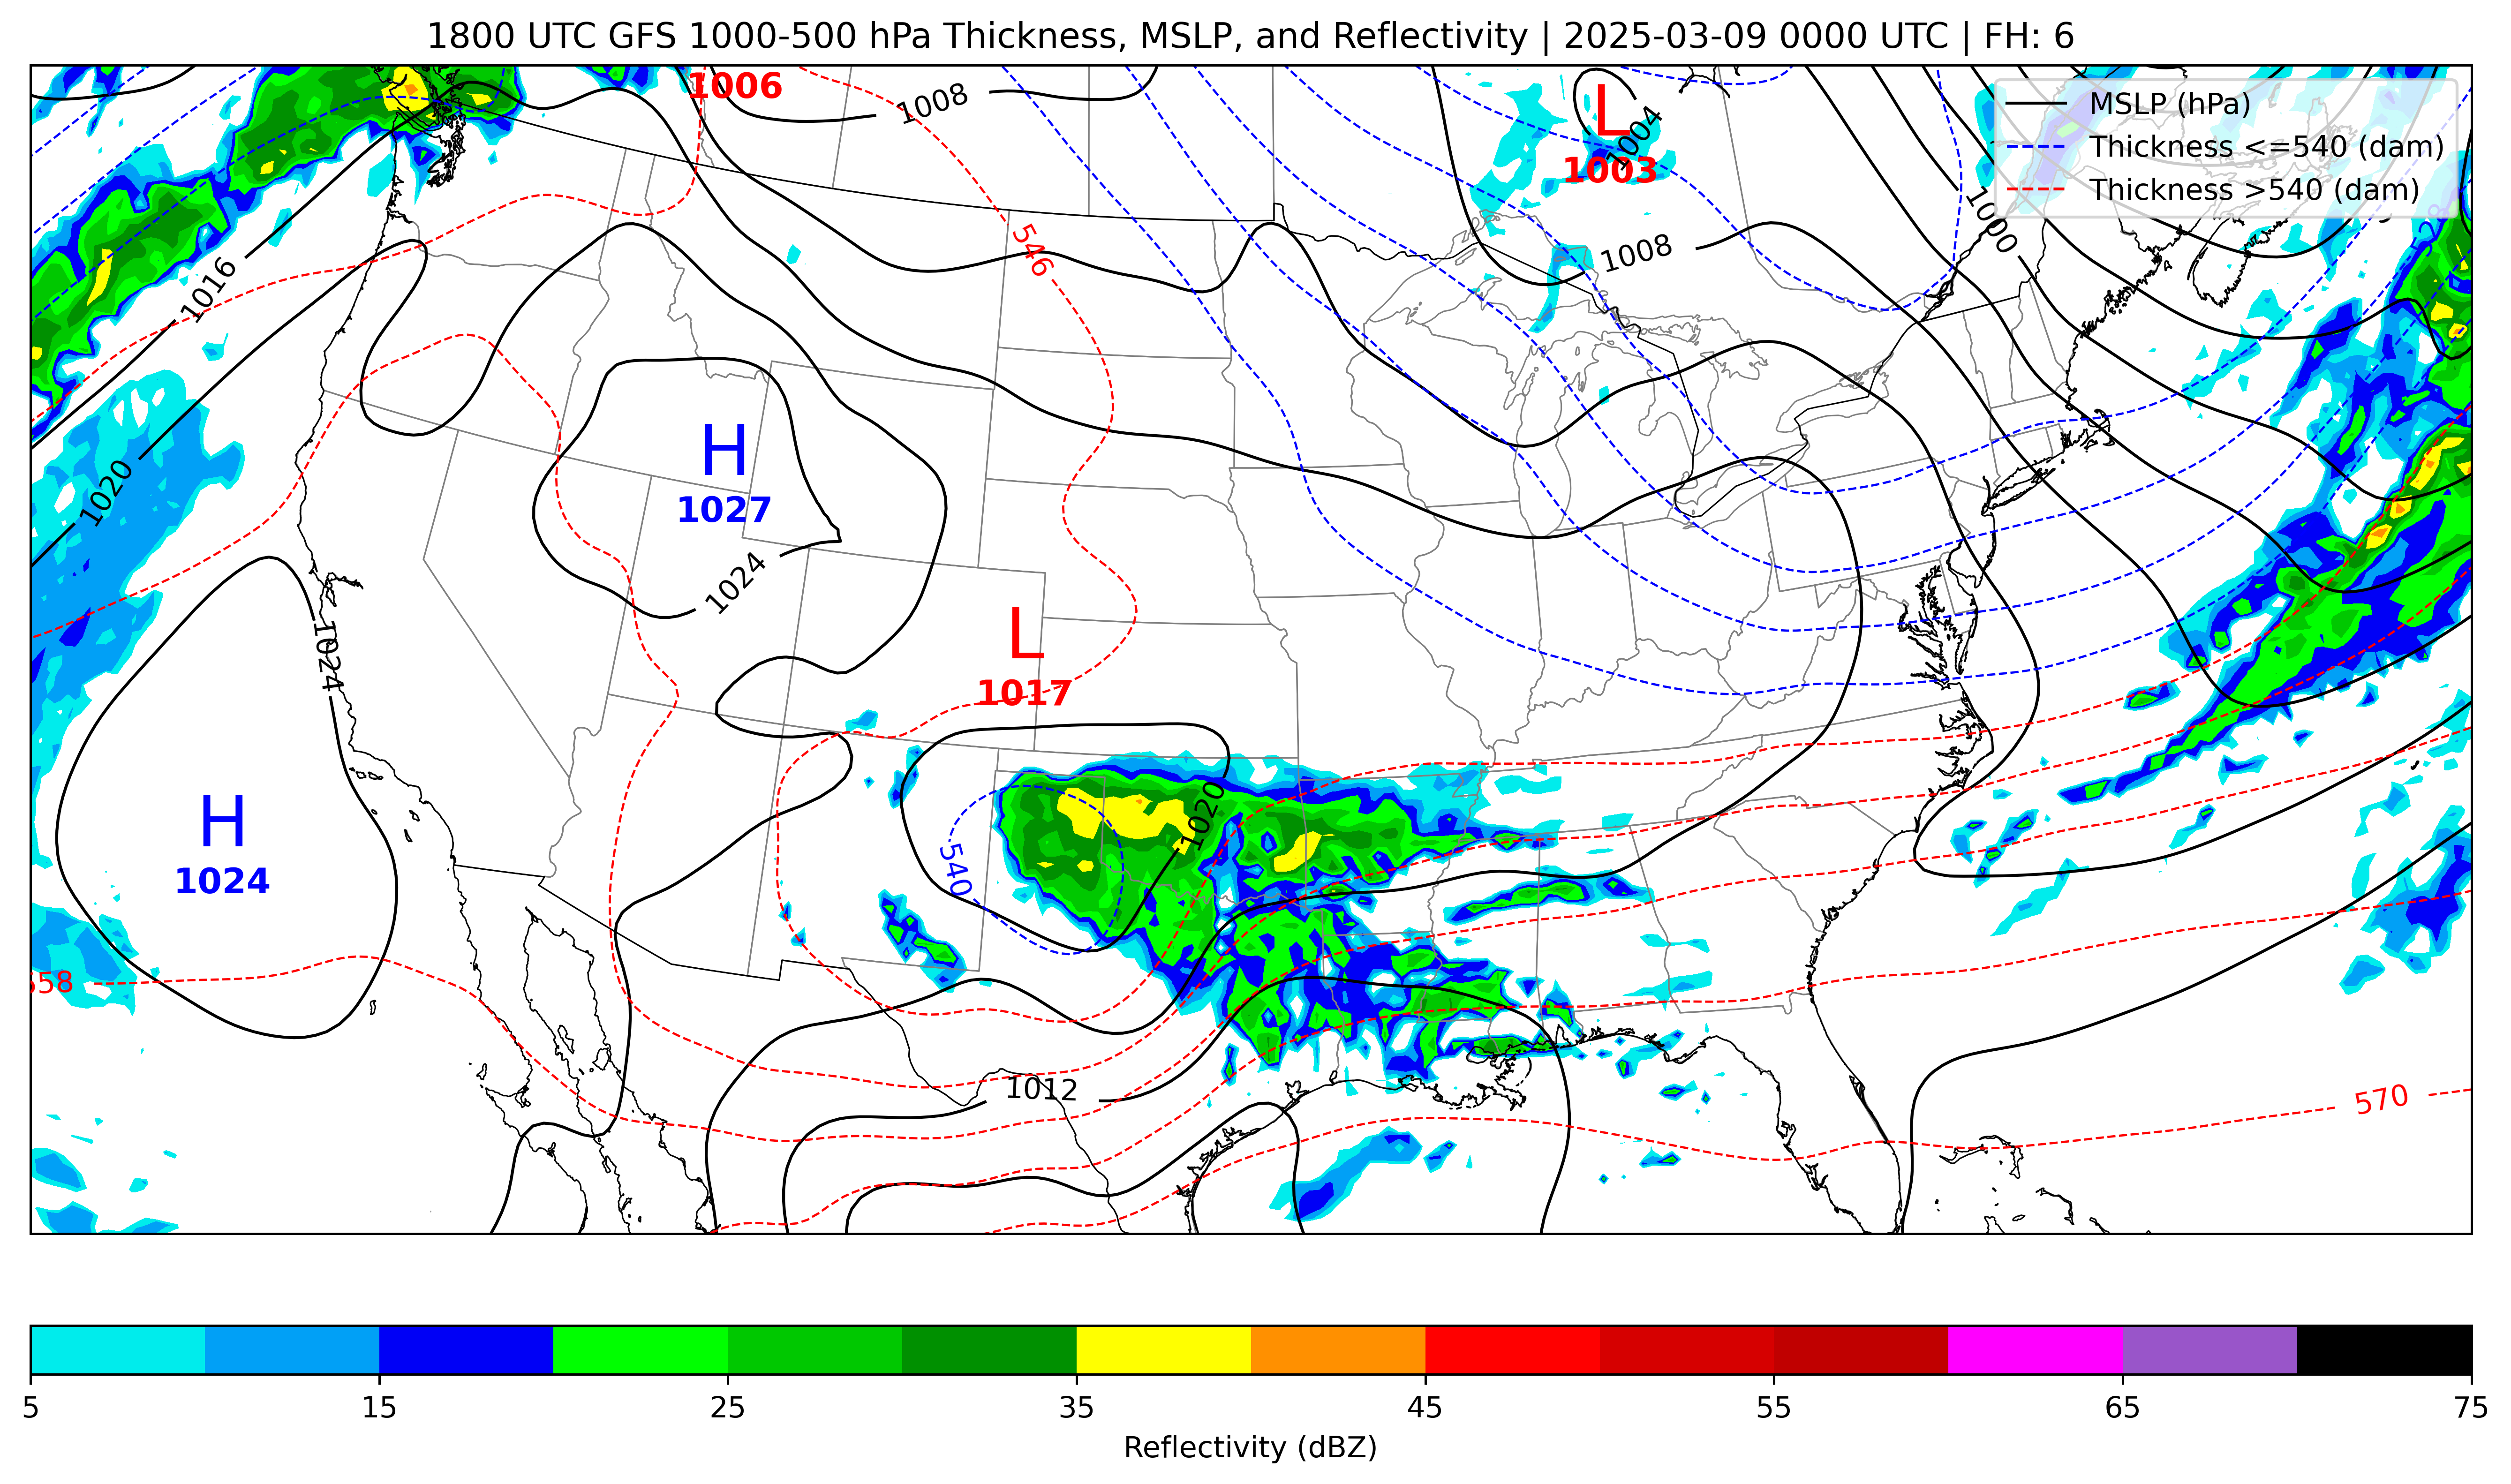 1800 UTC GFS 1000-500 hPa Thickness, MSLP, and Reflectivity | 2025-03-09 0000 UTC | FH: 6
MSLP (hPa)
Thickness <=540 (dam)
Thickness >540 (dam)
1006
1008
L
1004
1003
1000
546
1008
1016
H
1027
1020
1024
L
1017
1024
H
1024
1020
540
558
1012
570
5 15 25 35 45 55 65 75
Reflectivity (dBZ)